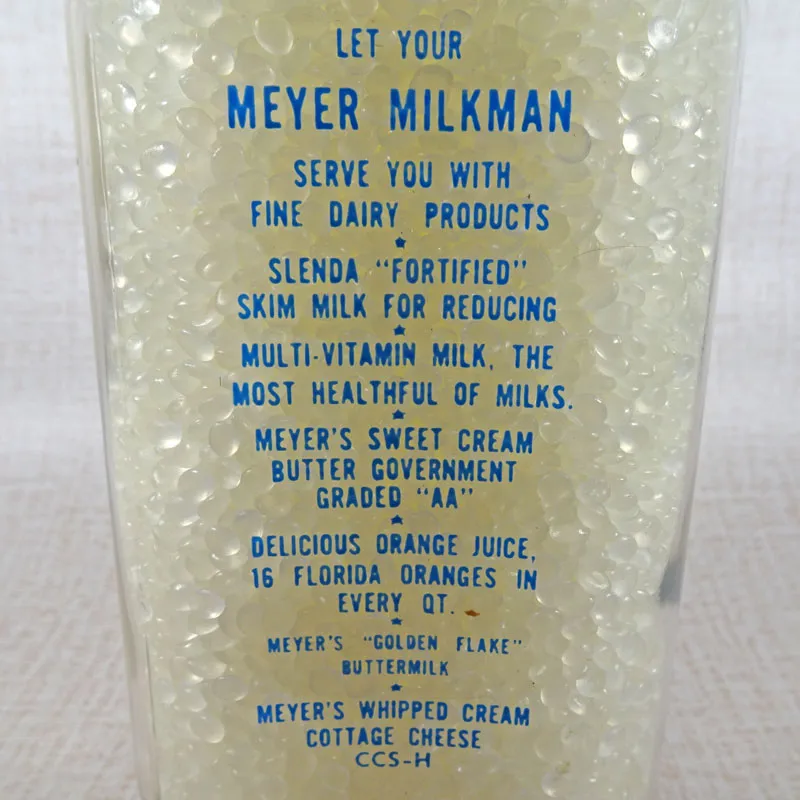 LET YOUR
MEYER MILKMAN
SERVE YOU WITH
FINE DAIRY PRODUCTS
SLENDA "FORTIFIED"
SKIM MILK FOR REDUCING
MULTI-VITAMIN MILK, THE
MOST HEALTHFUL OF MILKS.
MEYER'S SWEET CREAM
BUTTER GOVERNMENT
GRADED "AA"
DELICIOUS ORANGE JUICE,
16 FLORIDA ORANGES IN
EVERY QT.
MEYER'S "GOLDEN FLAKE"
BUTTERMILK
MEYER'S WHIPPED CREAM
COTTAGE CHEESE
CCS-H